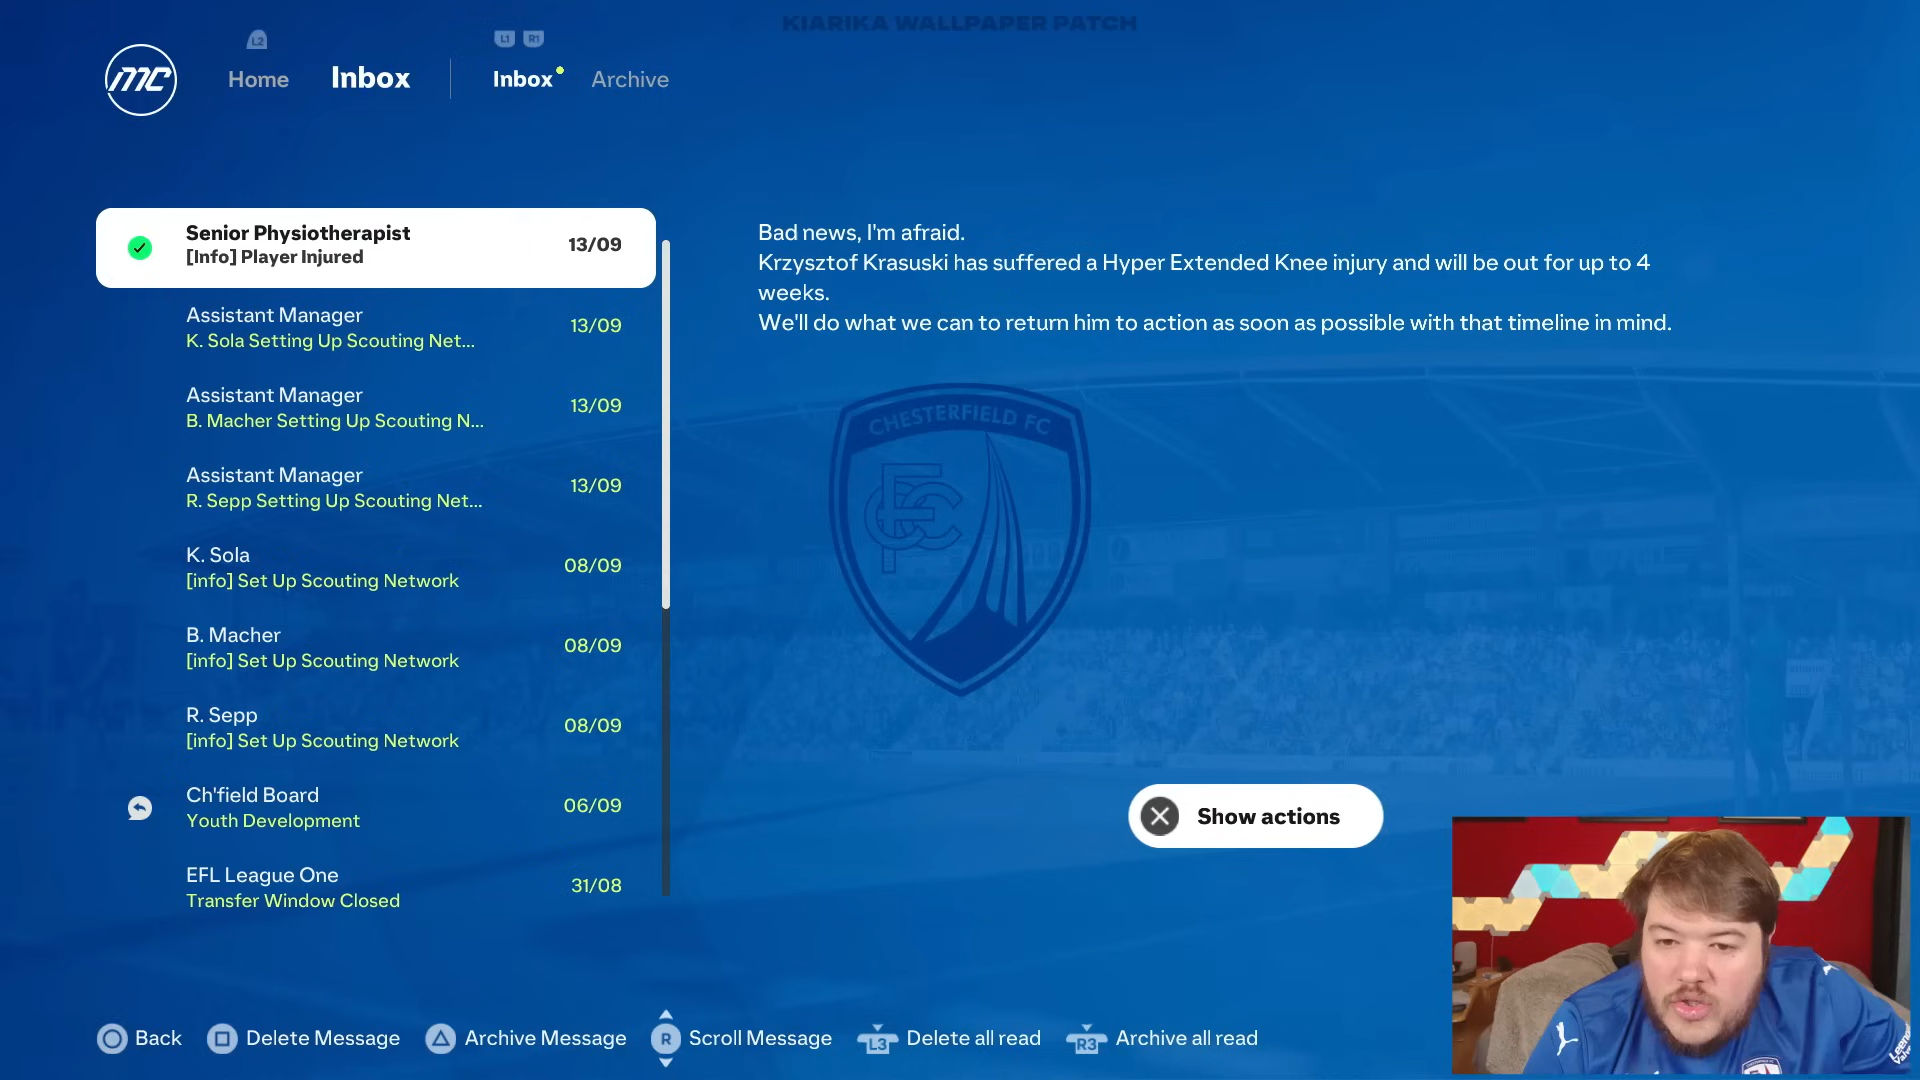 KIARIKA WALLPAPER PATCH
L2
L1 R1
MC Home Inbox Inbox Archive
Senior Physiotherapist
[Info] Player Injured
13/09
Assistant Manager
K. Sola Setting Up Scouting Net...
13/09
Assistant Manager
B. Macher Setting Up Scouting N...
13/09
Assistant Manager
R. Sepp Setting Up Scouting Net...
13/09
K. Sola
[info] Set Up Scouting Network
08/09
B. Macher
[info] Set Up Scouting Network
08/09
R. Sepp
[info] Set Up Scouting Network
08/09
Ch'field Board
Youth Development
06/09
EFL League One
Transfer Window Closed
31/08
Bad news, I'm afraid.
Krzysztof Krasuski has suffered a Hyper Extended Knee injury and will be out for up to 4
weeks.
We'll do what we can to return him to action as soon as possible with that timeline in mind.
CHESTERFIELD FC
Show actions
Back Delete Message Archive Message R Scroll Message L3 Delete all read R3 Archive all read